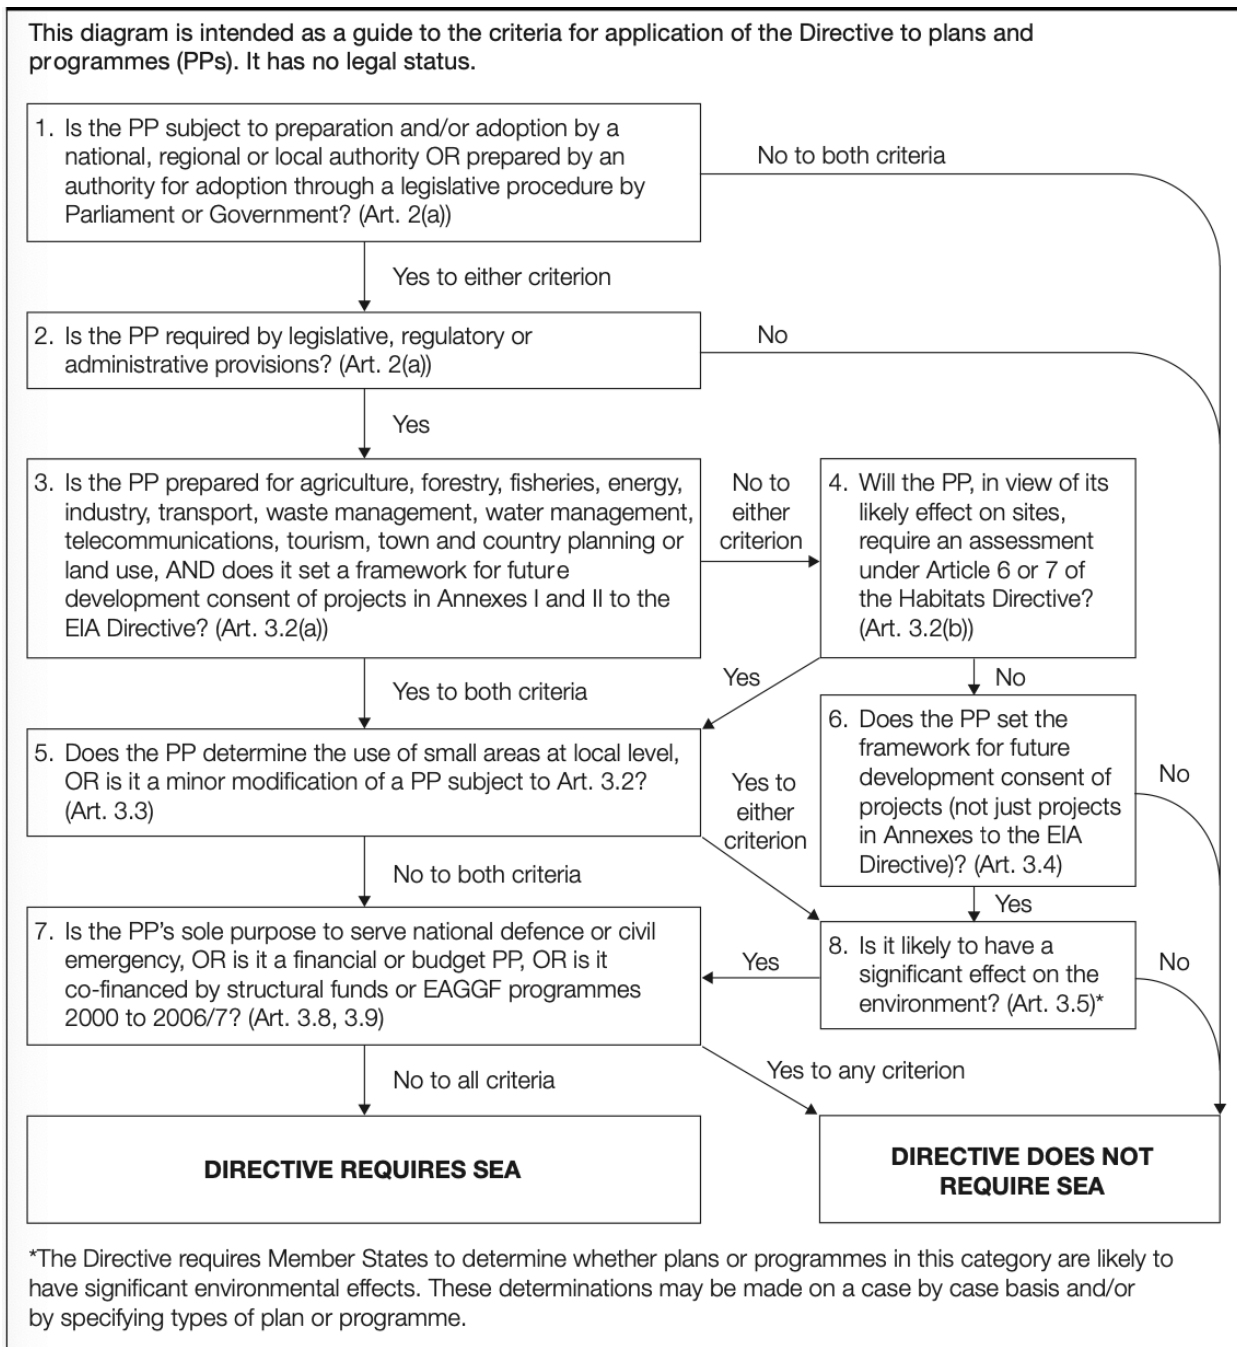 This diagram is intended as a guide to the criteria for application of the Directive to plans and
programmes (PPs). It has no legal status.
1. Is the PP subject to preparation and/or adoption by a
national, regional or local authority OR prepared by an
authority for adoption through a legislative procedure by
Parliament or Government? (Art. 2(a))
No to both criteria
Yes to either criterion
2. Is the PP required by legislative, regulatory or
administrative provisions? (Art. 2(a))
No
Yes
3. Is the PP prepared for agriculture, forestry, fisheries, energy,
industry, transport, waste management, water management,
telecommunications, tourism, town and country planning or
land use, AND does it set a framework for future
development consent of projects in Annexes I and II to the
EIA Directive? (Art. 3.2(a))
No to
either
criterion
4. Will the PP, in view of its
likely effect on sites,
require an assessment
under Article 6 or 7 of
the Habitats Directive?
(Art. 3.2(b))
Yes to both criteria
Yes
No
5. Does the PP determine the use of small areas at local level,
OR is it a minor modification of a PP subject to Art. 3.2?
(Art. 3.3)
Yes to
either
criterion
6. Does the PP set the
framework for future
development consent of
projects (not just projects
in Annexes to the EIA
Directive)? (Art. 3.4)
No
No to both criteria
Yes
7. Is the PP’s sole purpose to serve national defence or civil
emergency, OR is it a financial or budget PP, OR is it
co-financed by structural funds or EAGGF programmes
2000 to 2006/7? (Art. 3.8, 3.9)
Yes
8. Is it likely to have a
significant effect on the
environment? (Art. 3.5)*
No
No to all criteria
Yes to any criterion
DIRECTIVE REQUIRES SEA
DIRECTIVE DOES NOT
REQUIRE SEA
*The Directive requires Member States to determine whether plans or programmes in this category are likely to
have significant environmental effects. These determinations may be made on a case by case basis and/or
by specifying types of plan or programme.